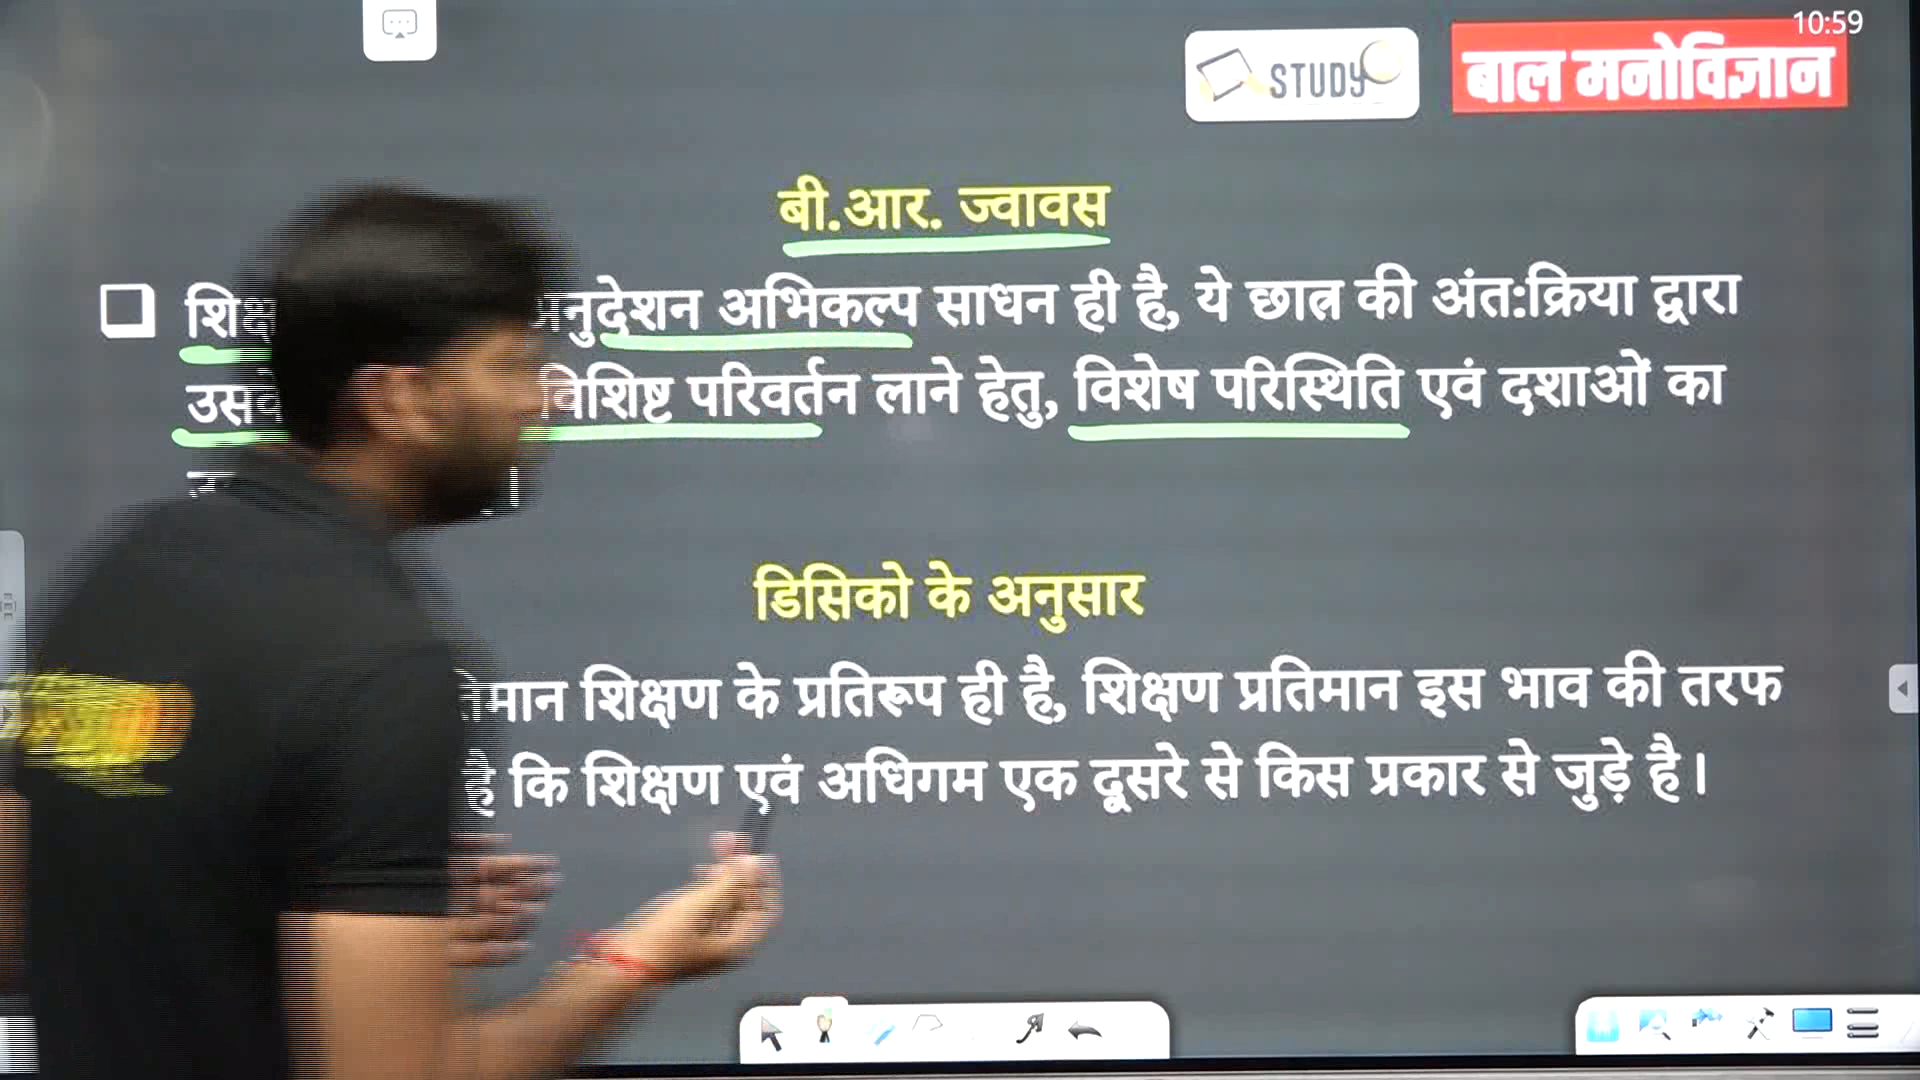 10:59
STUDY
बाल मनोविज्ञान
बी.आर. ज्वावस
देशन अभिकल्प साधन ही है, ये छात्र की अंत:क्रिया द्वारा
विशिष्ट परिवर्तन लाने हेतु, विशेष परिस्थिति एवं दशाओं का
डिसिको के अनुसार
मान शिक्षण के प्रतिरूप ही है, शिक्षण प्रतिमान इस भाव की तरफ
है कि शिक्षण एवं अधिगम एक दूसरे से किस प्रकार से जुड़े है।